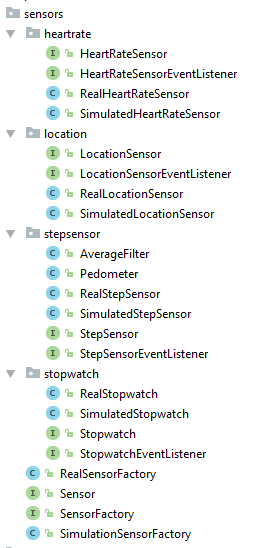 sensors
heartrate
I HeartRateSensor
I HeartRateSensorEventListener
C RealHeartRateSensor
C SimulatedHeartRateSensor
location
I LocationSensor
I LocationSensorEventListener
C RealLocationSensor
C SimulatedLocationSensor
stepsensor
C AverageFilter
C Pedometer
C RealStepSensor
C SimulatedStepSensor
I StepSensor
I StepSensorEventListener
stopwatch
C RealStopwatch
C SimulatedStopwatch
I Stopwatch
I StopwatchEventListener
C RealSensorFactory
I Sensor
I SensorFactory
C SimulationSensorFactory